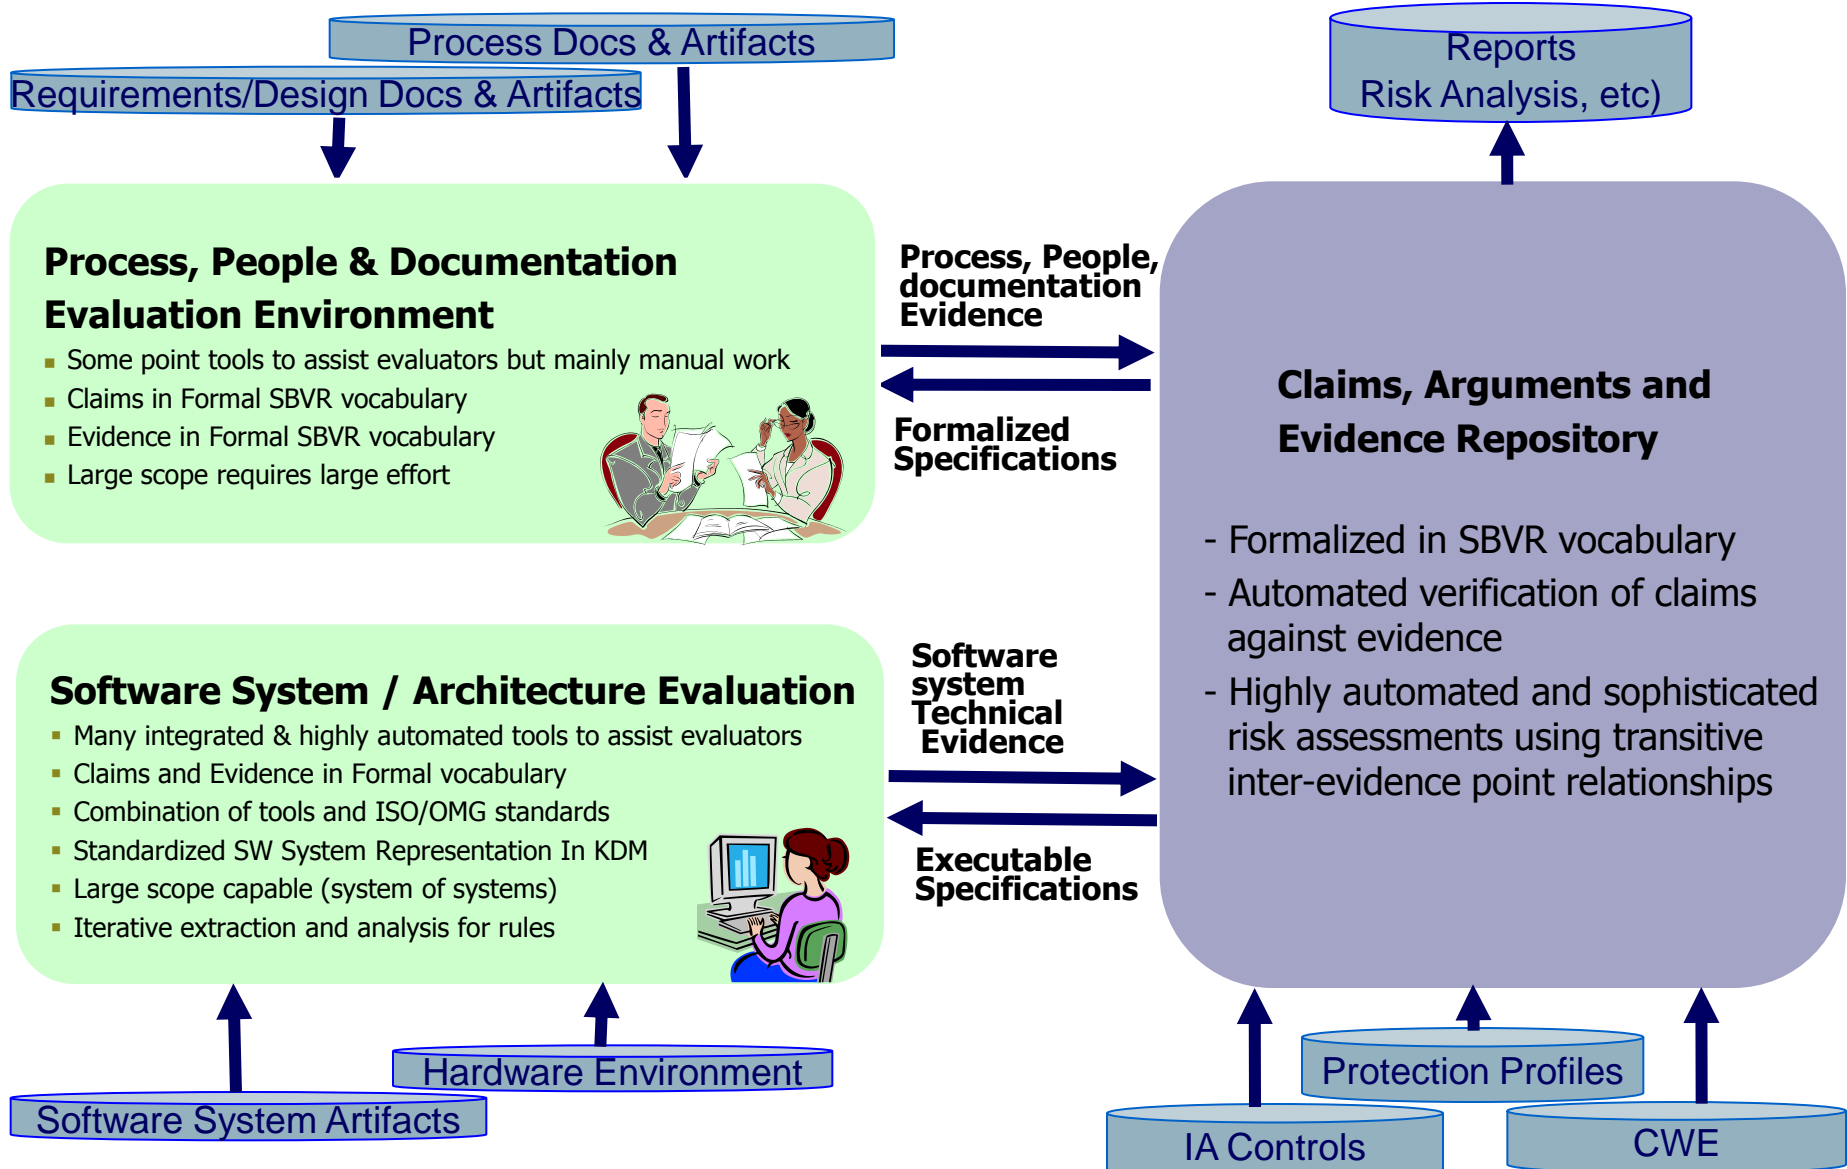 Process Docs & Artifacts
Requirements/Design Docs & Artifacts
Reports
Risk Analysis, etc)
Process, People & Documentation
Evaluation Environment
Some point tools to assist evaluators but mainly manual work
Claims in Formal SBVR vocabulary
Evidence in Formal SBVR vocabulary
Large scope requires large effort
Process, People,
documentation
Evidence
Formalized
Specifications
Claims, Arguments and
Evidence Repository
- Formalized in SBVR vocabulary
- Automated verification of claims
against evidence
- Highly automated and sophisticated
risk assessments using transitive
inter-evidence point relationships
Software System / Architecture Evaluation
Many integrated & highly automated tools to assist evaluators
Claims and Evidence in Formal vocabulary
Combination of tools and ISO/OMG standards
Standardized SW System Representation In KDM
Large scope capable (system of systems)
Iterative extraction and analysis for rules
Software
system
Technical
Evidence
Executable
Specifications
Hardware Environment
Software System Artifacts
Protection Profiles
IA Controls
CWE